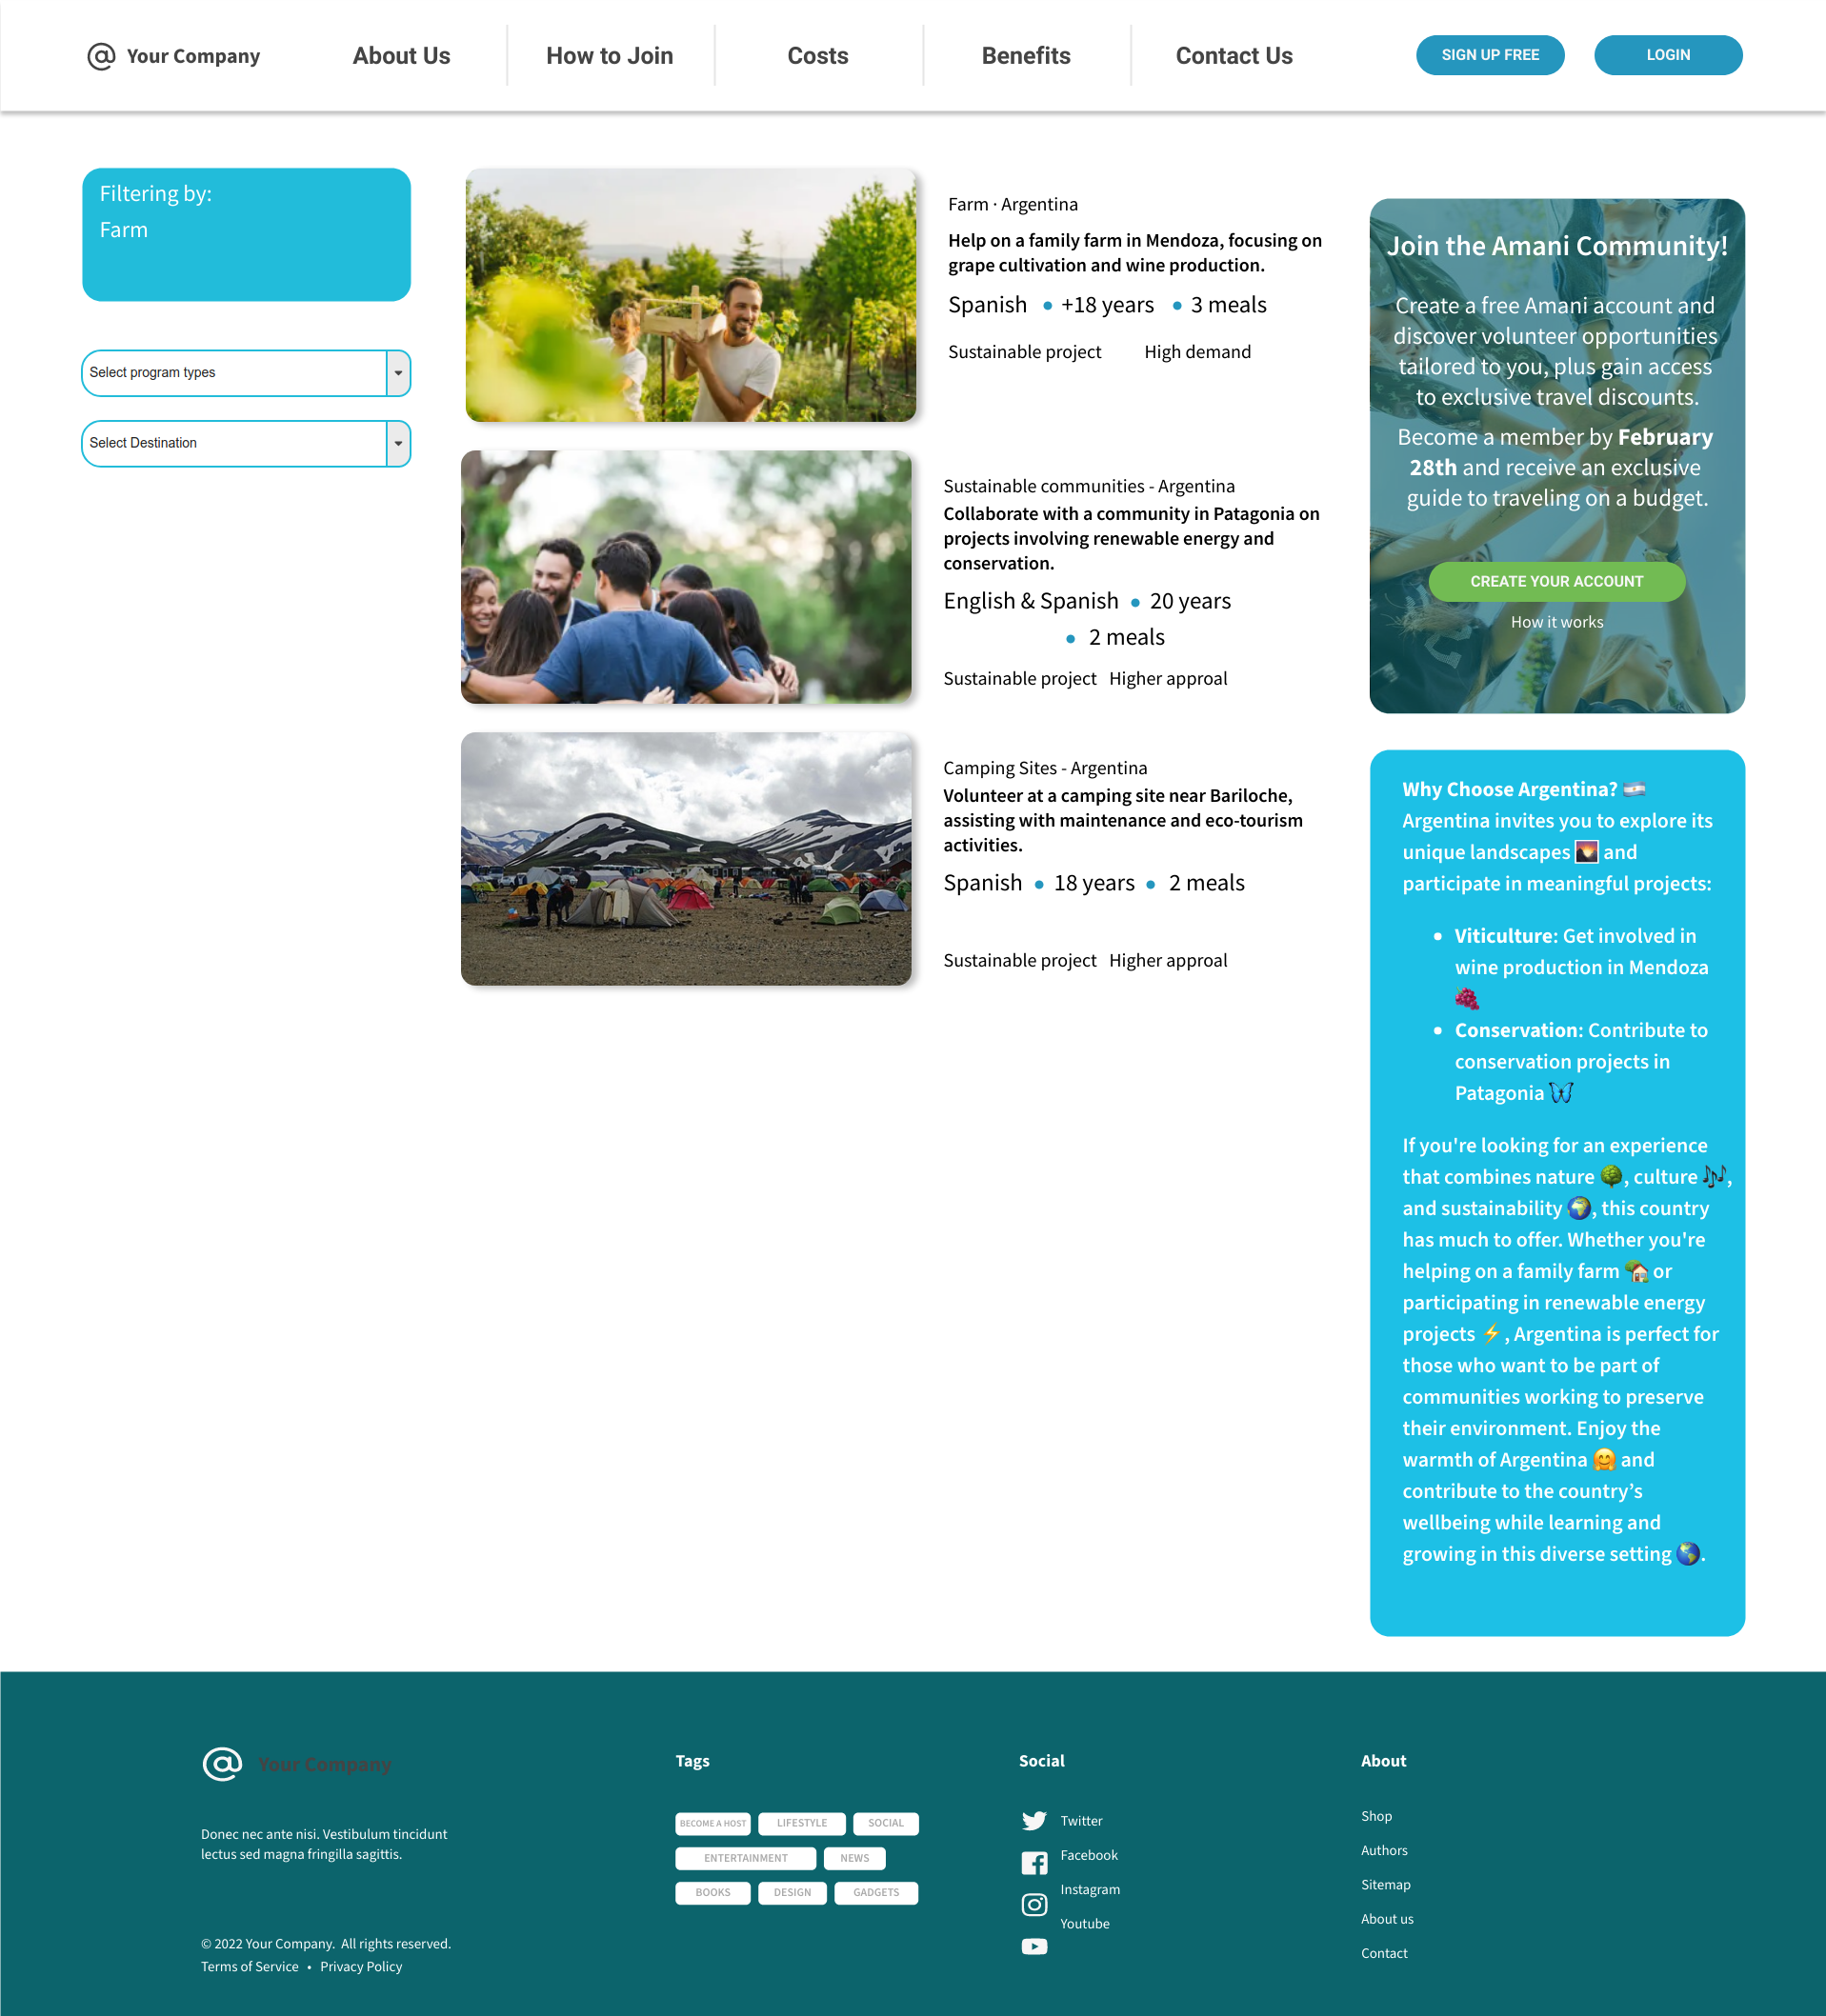 Your Company
About Us
How to Join
Costs
Benefits
Contact Us
SIGN UP FREE
LOGIN
Filtering by:
Farm
Select program types
Select Destination
Farm · Argentina
Help on a family farm in Mendoza, focusing on
grape cultivation and wine production.
Spanish • +18 years • 3 meals
Sustainable project High demand
Sustainable communities - Argentina
Collaborate with a community in Patagonia on
projects involving renewable energy and
conservation.
English & Spanish • 20 years
• 2 meals
Sustainable project Higher approal
Camping Sites - Argentina
Volunteer at a camping site near Bariloche,
assisting with maintenance and eco-tourism
activities.
Spanish • 18 years • 2 meals
Sustainable project Higher approal
Join the Amani Community!
Create a free Amani account and
discover volunteer opportunities
tailored to you, plus gain access
to exclusive travel discounts.
Become a member by February
28th and receive an exclusive
guide to traveling on a budget.
CREATE YOUR ACCOUNT
How it works
Why Choose Argentina? 🇦🇷
Argentina invites you to explore its
unique landscapes 🌄 and
participate in meaningful projects:
• Viticulture: Get involved in
wine production in Mendoza
🍇
• Conservation: Contribute to
conservation projects in
Patagonia 🦋
If you're looking for an experience
that combines nature 🌳, culture 🎶,
and sustainability 🌍, this country
has much to offer. Whether you're
helping on a family farm 🏡 or
participating in renewable energy
projects ⚡, Argentina is perfect for
those who want to be part of
communities working to preserve
their environment. Enjoy the
warmth of Argentina 🤗 and
contribute to the country’s
wellbeing while learning and
growing in this diverse setting 🌎.
Your Company
Donec nec ante nisi. Vestibulum tincidunt
lectus sed magna fringilla sagittis.
© 2022 Your Company. All rights reserved.
Terms of Service • Privacy Policy
Tags
BECOME A HOST LIFESTYLE SOCIAL
ENTERTAINMENT NEWS
BOOKS DESIGN GADGETS
Social
Twitter
Facebook
Instagram
Youtube
About
Shop
Authors
Sitemap
About us
Contact